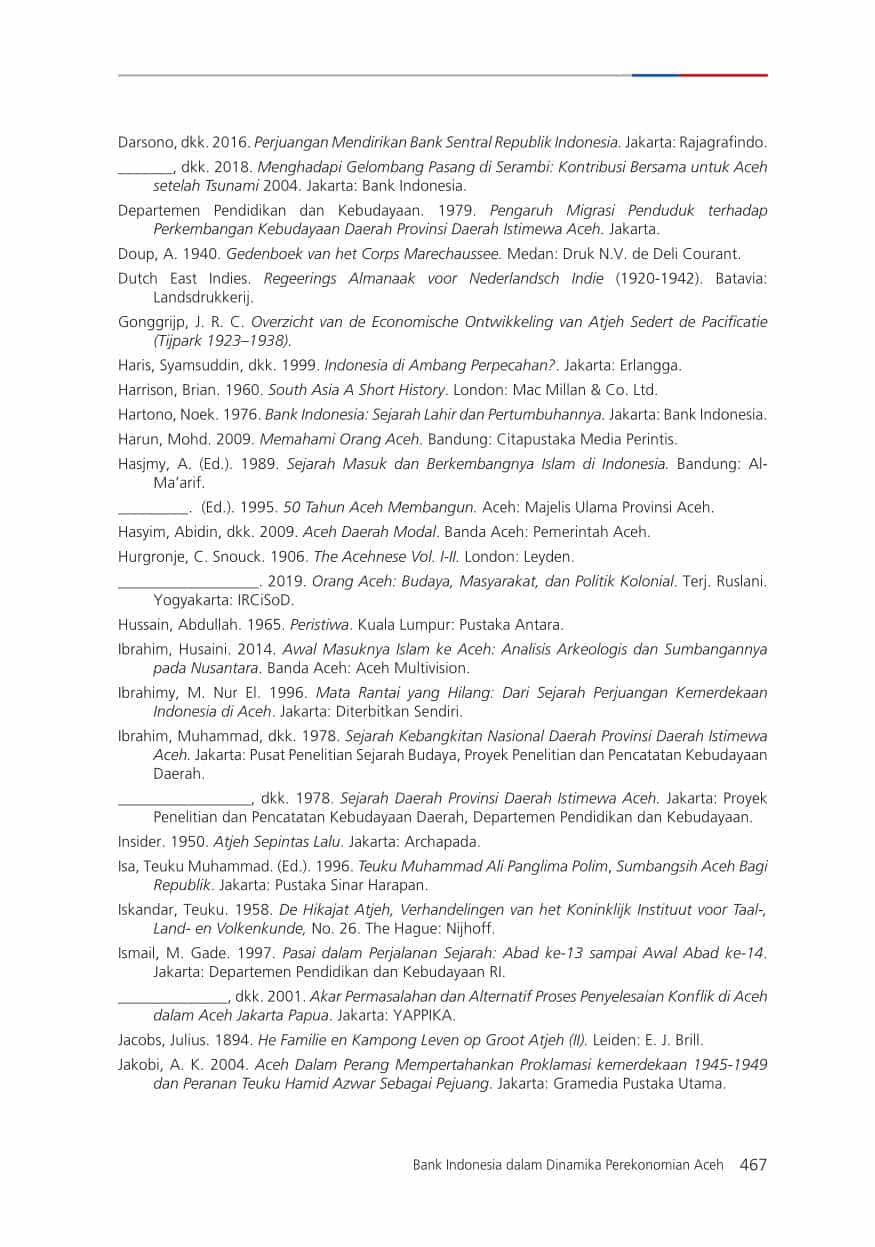 Darsono, dkk. 2016. Perjuangan Mendirikan Bank Sentral Republik Indonesia. Jakarta: Rajagrafindo.
_______, dkk. 2018. Menghadapi Gelombang Pasang di Serambi: Kontribusi Bersama untuk Aceh
setelah Tsunami 2004. Jakarta: Bank Indonesia.
Departemen Pendidikan dan Kebudayaan. 1979. Pengaruh Migrasi Penduduk terhadap
Perkembangan Kebudayaan Daerah Provinsi Daerah Istimewa Aceh. Jakarta.
Doup, A. 1940. Gedenboek van het Corps Marechaussee. Medan: Druk N.V. de Deli Courant.
Dutch East Indies. Regeerings Almanaak voor Nederlandsch Indie (1920-1942). Batavia:
Landsdrukkerij.
Gonggrijp, J. R. C. Overzicht van de Economische Ontwikkeling van Atjeh Sedert de Pacificatie
(Tijpark 1923–1938).
Haris, Syamsuddin, dkk. 1999. Indonesia di Ambang Perpecahan?. Jakarta: Erlangga.
Harrison, Brian. 1960. South Asia A Short History. London: Mac Millan & Co. Ltd.
Hartono, Noek. 1976. Bank Indonesia: Sejarah Lahir dan Pertumbuhannya. Jakarta: Bank Indonesia.
Harun, Mohd. 2009. Memahami Orang Aceh. Bandung: Citapustaka Media Perintis.
Hasjmy, A. (Ed.). 1989. Sejarah Masuk dan Berkembangnya Islam di Indonesia. Bandung: Al-
Ma’arif.
_________. (Ed.). 1995. 50 Tahun Aceh Membangun. Aceh: Majelis Ulama Provinsi Aceh.
Hasyim, Abidin, dkk. 2009. Aceh Daerah Modal. Banda Aceh: Pemerintah Aceh.
Hurgronje, C. Snouck. 1906. The Acehnese Vol. I-II. London: Leyden.
__________________. 2019. Orang Aceh: Budaya, Masyarakat, dan Politik Kolonial. Terj. Ruslani.
Yogyakarta: IRCiSoD.
Hussain, Abdullah. 1965. Peristiwa. Kuala Lumpur: Pustaka Antara.
Ibrahim, Husaini. 2014. Awal Masuknya Islam ke Aceh: Analisis Arkeologis dan Sumbangannya
pada Nusantara. Banda Aceh: Aceh Multivision.
Ibrahimy, M. Nur El. 1996. Mata Rantai yang Hilang: Dari Sejarah Perjuangan Kemerdekaan
Indonesia di Aceh. Jakarta: Diterbitkan Sendiri.
Ibrahim, Muhammad, dkk. 1978. Sejarah Kebangkitan Nasional Daerah Provinsi Daerah Istimewa
Aceh. Jakarta: Pusat Penelitian Sejarah Budaya, Proyek Penelitian dan Pencatatan Kebudayaan
Daerah.
_________________, dkk. 1978. Sejarah Daerah Provinsi Daerah Istimewa Aceh. Jakarta: Proyek
Penelitian dan Pencatatan Kebudayaan Daerah, Departemen Pendidikan dan Kebudayaan.
Insider. 1950. Atjeh Sepintas Lalu. Jakarta: Archapada.
Isa, Teuku Muhammad. (Ed.). 1996. Teuku Muhammad Ali Panglima Polim, Sumbangsih Aceh Bagi
Republik. Jakarta: Pustaka Sinar Harapan.
Iskandar, Teuku. 1958. De Hikajat Atjeh, Verhandelingen van het Koninklijk Instituut voor Taal-,
Land- en Volkenkunde, No. 26. The Hague: Nijhoff.
Ismail, M. Gade. 1997. Pasai dalam Perjalanan Sejarah: Abad ke-13 sampai Awal Abad ke-14.
Jakarta: Departemen Pendidikan dan Kebudayaan RI.
______________, dkk. 2001. Akar Permasalahan dan Alternatif Proses Penyelesaian Konflik di Aceh
dalam Aceh Jakarta Papua. Jakarta: YAPPIKA.
Jacobs, Julius. 1894. He Familie en Kampong Leven op Groot Atjeh (II). Leiden: E. J. Brill.
Jakobi, A. K. 2004. Aceh Dalam Perang Mempertahankan Proklamasi kemerdekaan 1945-1949
dan Peranan Teuku Hamid Azwar Sebagai Pejuang. Jakarta: Gramedia Pustaka Utama.
Bank Indonesia dalam Dinamika Perekonomian Aceh 467